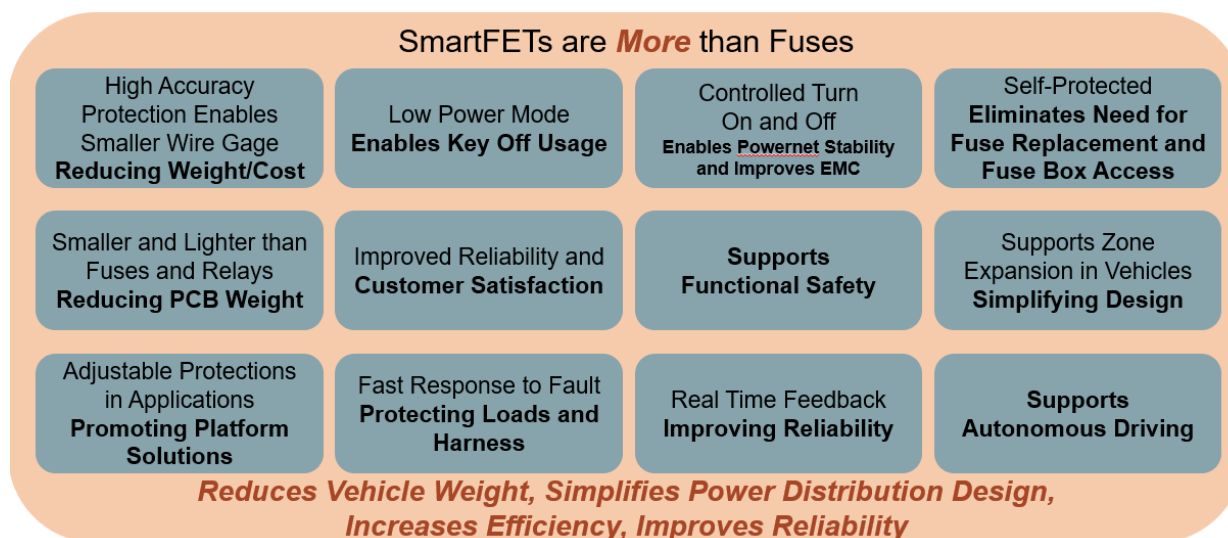 SmartFETs are More than Fuses
High Accuracy
Protection Enables
Smaller Wire Gage
Reducing Weight/Cost
Low Power Mode
Enables Key Off Usage
Controlled Turn
On and Off
Enables Powernet Stability
and Improves EMC
Self-Protected
Eliminates Need for
Fuse Replacement and
Fuse Box Access
Smaller and Lighter than
Fuses and Relays
Reducing PCB Weight
Improved Reliability and
Customer Satisfaction
Supports
Functional Safety
Supports Zone
Expansion in Vehicles
Simplifying Design
Adjustable Protections
in Applications
Promoting Platform
Solutions
Fast Response to Fault
Protecting Loads and
Harness
Real Time Feedback
Improving Reliability
Supports
Autonomous Driving
Reduces Vehicle Weight, Simplifies Power Distribution Design,
Increases Efficiency, Improves Reliability